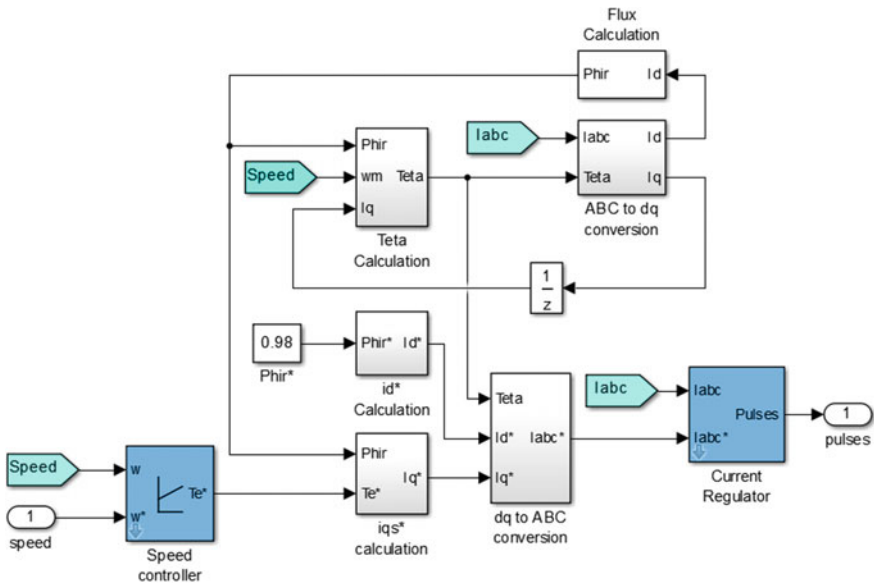 Flux
Calculation
Phir Id
Iabc
Iabc Id
Teta Iq
ABC to dq
conversion
Speed
Phir
wm Teta
Iq
Teta
Calculation
1
z
0.98
Phir*
Phir* Id*
id*
Calculation
Teta
Id* Iabc*
Iq*
dq to ABC
conversion
Iabc
Iabc
Pulses
Iabc*
Current
Regulator
1
pulses
Phir
Iq*
Te*
iqs*
calculation
Speed
w
Te*
w*
Speed
controller
1
speed